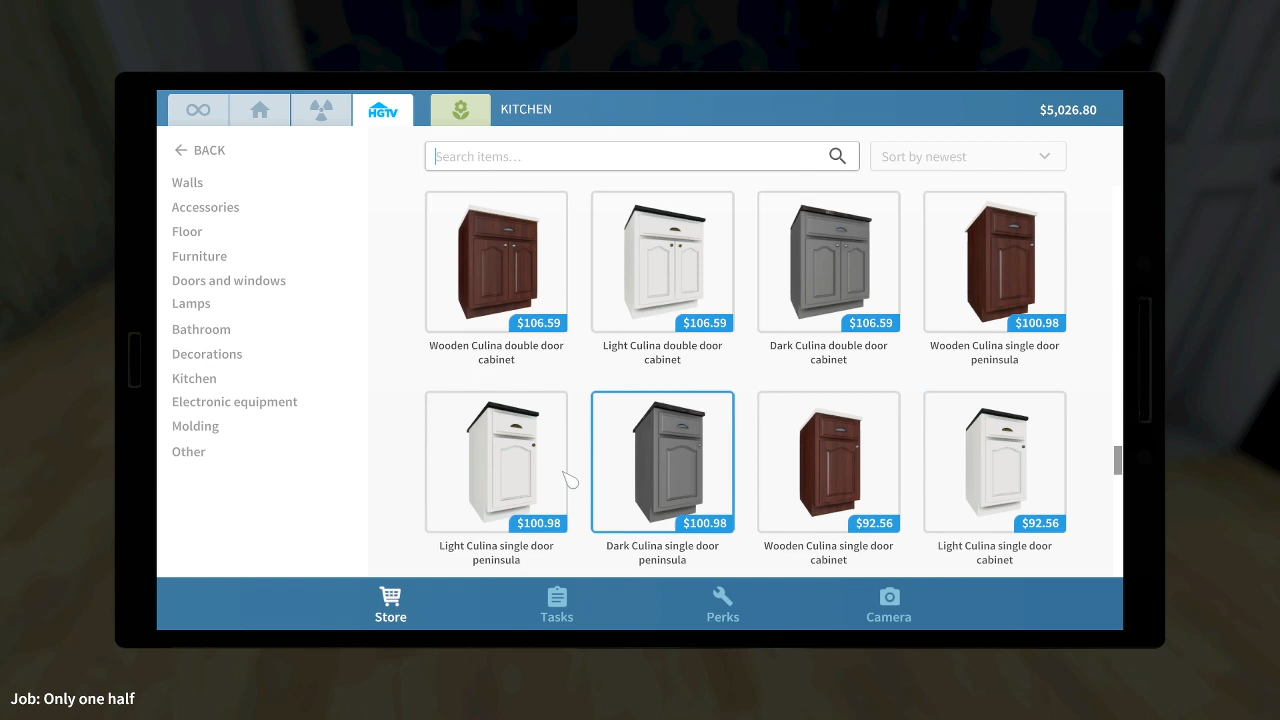 HGTV
KITCHEN
$5,026.80
BACK
Search items...
Sort by newest
Walls
Accessories
Floor
Furniture
Doors and windows
Lamps
Bathroom
Decorations
Kitchen
Electronic equipment
Molding
Other
$106.59
$106.59
$106.59
$100.98
Wooden Culina double door
cabinet
Light Culina double door
cabinet
Dark Culina double door
cabinet
Wooden Culina single door
peninsula
$100.98
$100.98
$92.56
$92.56
Light Culina single door
peninsula
Dark Culina single door
peninsula
Wooden Culina single door
cabinet
Light Culina single door
cabinet
Store
Tasks
Perks
Camera
Job: Only one half